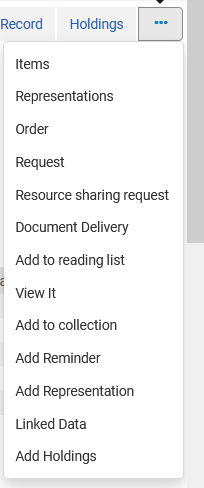 Record Holdings •••
Items
Representations
Order
Request
Resource sharing request
Document Delivery
Add to reading list
View It
Add to collection
Add Reminder
Add Representation
Linked Data
Add Holdings